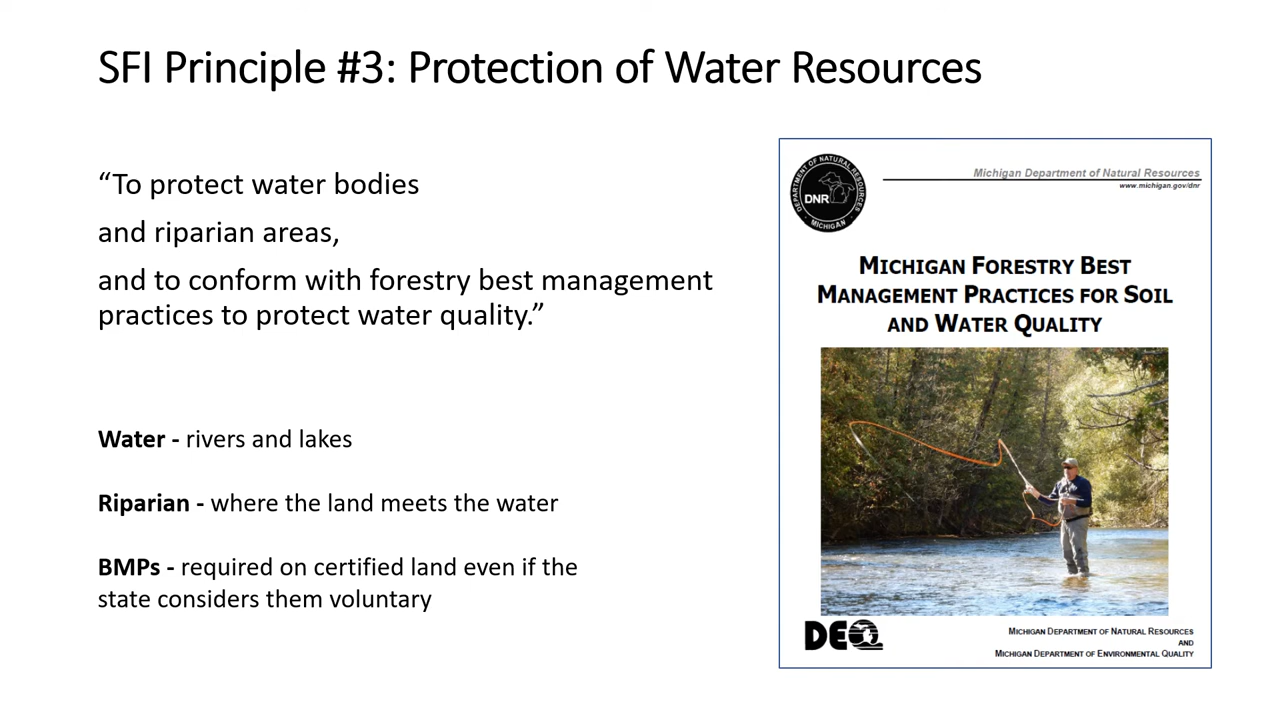 SFI Principle #3: Protection of Water Resources
“To protect water bodies
and riparian areas,
and to conform with forestry best management
practices to protect water quality.”
Water - rivers and lakes
Riparian - where the land meets the water
BMPs - required on certified land even if the
state considers them voluntary
DEPARTMENT OF NATURAL RESOURCES
DNR
MICHIGAN
Michigan Department of Natural Resources
www.michigan.gov/dnr
MICHIGAN FORESTRY BEST
MANAGEMENT PRACTICES FOR SOIL
AND WATER QUALITY
DEQ
MICHIGAN DEPARTMENT OF NATURAL RESOURCES
AND
MICHIGAN DEPARTMENT OF ENVIRONMENTAL QUALITY